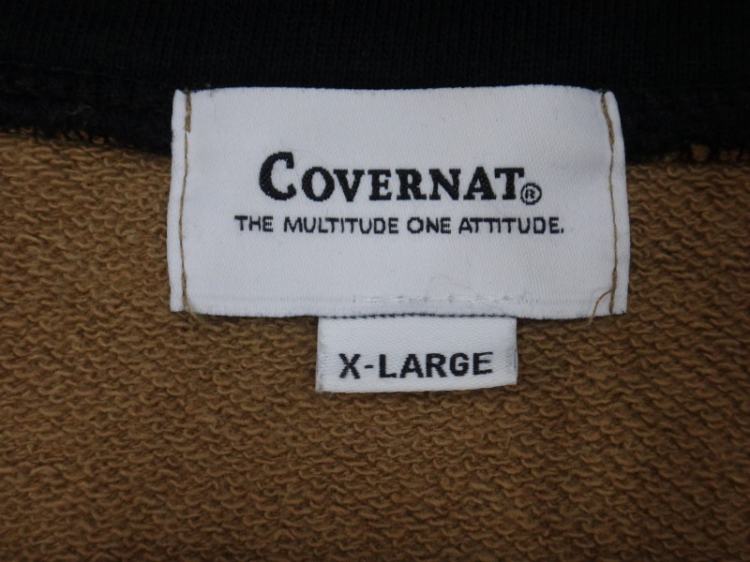 COVERNAT®
THE MULTITUDE ONE ATTITUDE.
X-LARGE